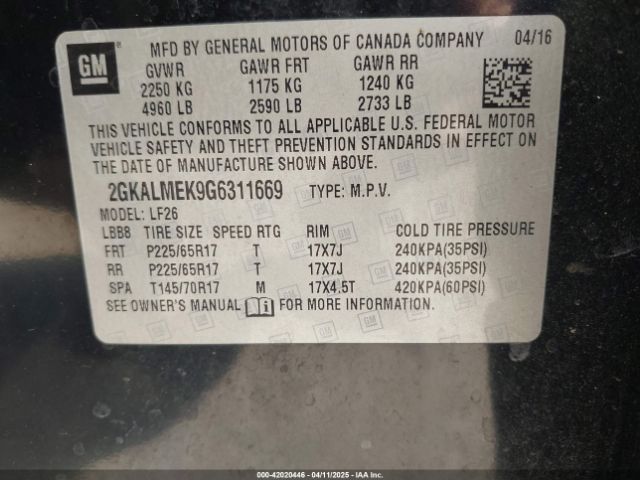 GM
MFD BY GENERAL MOTORS OF CANADA COMPANY 04/16
GVWR GAWR FRT GAWR RR
2250 KG 1175 KG 1240 KG
4960 LB 2590 LB 2733 LB
THIS VEHICLE CONFORMS TO ALL APPLICABLE U.S. FEDERAL MOTOR
VEHICLE SAFETY AND THEFT PREVENTION STANDARDS IN EFFECT ON
THE DATE OF MANUFACTURE SHOWN ABOVE.
2GKALMEK9G6311669 TYPE: M.P.V.
MODEL: LF26
LBB8 TIRE SIZE SPEED RTG RIM COLD TIRE PRESSURE
FRT P225/65R17 T 17X7J 240KPA(35PSI)
RR P225/65R17 T 17X7J 240KPA(35PSI)
SPA T145/70R17 M 17X4.5T 420KPA(60PSI)
SEE OWNER'S MANUAL FOR MORE INFORMATION.
000-42020446 - 04/11/2025 - IAA, Inc.